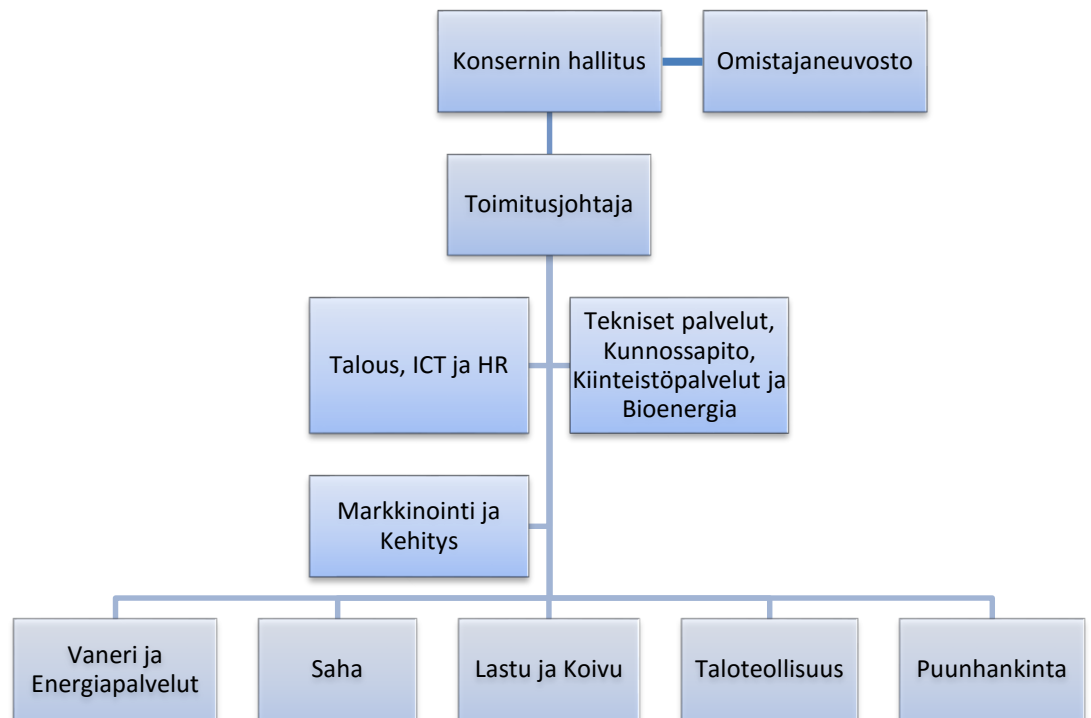 Konsernin hallitus
Omistajaneuvosto
Toimitusjohtaja
Talous, ICT ja HR
Tekniset palvelut,
Kunnossapito,
Kiinteistöpalvelut ja
Bioenergia
Markkinointi ja
Kehitys
Vaneri ja
Energiapalvelut
Saha
Lastu ja Koivu
Taloteollisuus
Puunhankinta